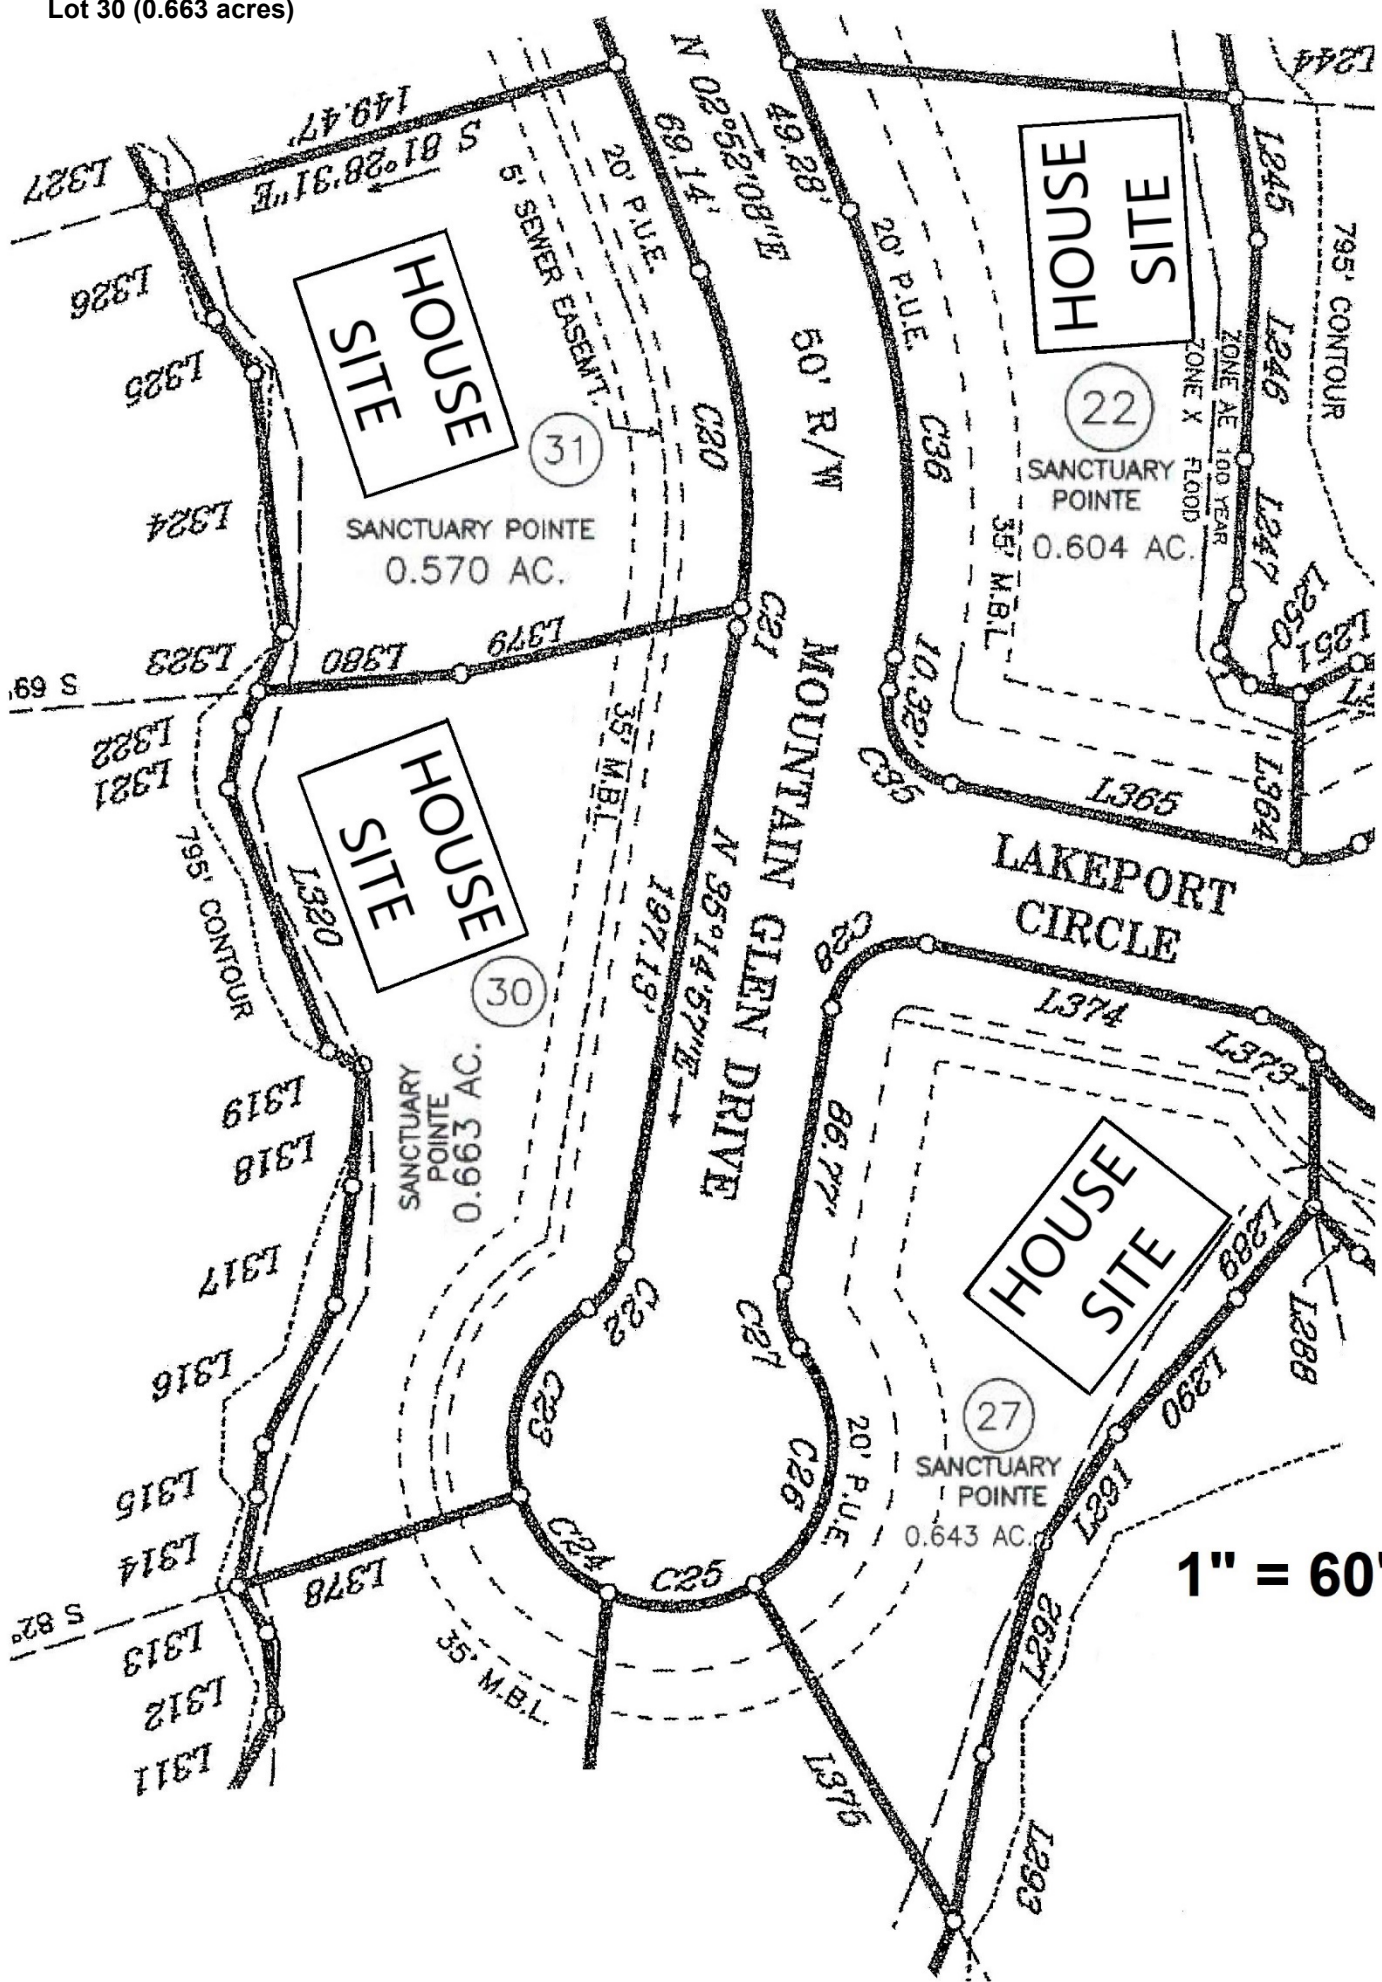 Lot 30 (0.663 acres)
L327
149.47'
S 81°28'31"E
N 02°52'08"E
69.14'
49.28'
20' P.U.E.
5' SEWER EASEM'T.
20' P.U.E.
HOUSE
SITE
L244
L245
795' CONTOUR
L326
L325
L324
HOUSE
SITE
31
SANCTUARY POINTE
0.570 AC.
C20
50' R/W
C36
22
SANCTUARY
POINTE
0.604 AC.
35' M.B.L
ZONE X FLOOD
ZONE AE 100 YEAR
L246
L247
L250
L251
L323
L380
L379
C21
S 69°
L322
L321
795' CONTOUR
L320
HOUSE
SITE
35' M.B.L
30
SANCTUARY
POINTE
0.663 AC.
N 35°14'57"E
197.13'
MOUNTAIN GLEN DRIVE
10.32'
C35
L365
L364
LAKEPORT
CIRCLE
C28
L374
L373
86.77'
L319
L318
L317
L316
L315
L314
S 82°
L313
L312
L311
L378
C22
C23
C24
C25
C26
C27
20' P.U.E.
35' M.B.L.
HOUSE
SITE
27
SANCTUARY
POINTE
0.643 AC.
L289
L288
L290
L291
L292
L293
L375
1" = 60'